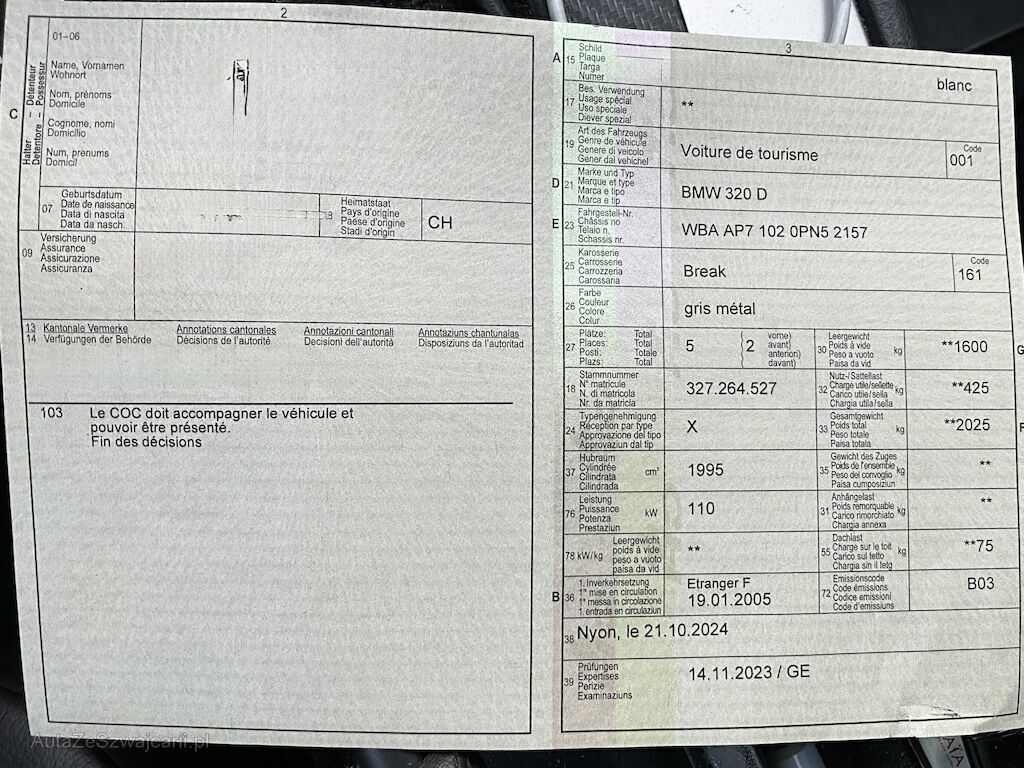 2
01-06
Name, Vornamen
Wohnort
Nom, prénoms
Domicile
Cognome, nomi
Domicilio
Num, prenums
Domicil
C
Halter – Détenteur
Detentore – Possessur
07
Geburtsdatum
Date de naissance
Data di nascita
Data da nasch.
Heimatstaat
Pays d'origine
Paese d'origine
Stadi d'origin
CH
09
Versicherung
Assurance
Assicurazione
Assicuranza
13
14
Kantonale Vermerke
Verfügungen der Behörde
Annotations cantonales
Décisions de l'autorité
Annotazioni cantonali
Decisioni dell'autorità
Annotaziuns chantunalas
Disposiziuns da l'autoritad
103 Le COC doit accompagner le véhicule et
pouvoir être présenté.
Fin des décisions
3
A 15
Schild
Plaque
Targa
Numer
blanc
17
Bes. Verwendung
Usage spécial
Uso speciale
Diever spezial
**
19
Art des Fahrzeugs
Genre de véhicule
Genere di veicolo
Gener dal vehichel
Voiture de tourisme
Code
001
D 21
Marke und Typ
Marque et type
Marca e tipo
Marca e tip
BMW 320 D
E 23
Fahrgestell-Nr.
Châssis no
Telaio n.
Schassis nr.
WBA AP7 102 0PN5 2157
25
Karosserie
Carrosserie
Carrozzeria
Carossaria
Break
Code
161
26
Farbe
Couleur
Colore
Colur
gris métal
27
Plätze: Total
Places: Total
Posti: Totale
Plazs: Total
5
(2
vorne)
avant)
anteriori)
davant)
30
Leergewicht
Poids à vide
Peso a vuoto
Paisa da vid
kg
**1600
G
18
Stammnummer
N° matricule
N. di matricola
Nr. da matricla
327.264.527
32
Nutz-/Sattellast
Charge utile/sellette
Carico utile/sella
Chargia utila/sella
kg
**425
24
Typengenehmigung
Réception par type
Approvazione del tipo
Approvaziun dal tip
X
33
Gesamtgewicht
Poids total
Peso totale
Paisa totala
kg
**2025
F
37
Hubraum
Cylindrée
Cilindrata
Cilindrada
cm³
1995
35
Gewicht des Zuges
Poids de l'ensemble
Peso del convoglio
Paisa cumposiziun
kg
**
76
Leistung
Puissance
Potenza
Prestaziun
kW
110
31
Anhängelast
Poids remorquable
Carico rimorchiato
Chargia annexa
kg
**
78 kW/kg
Leergewicht
poids à vide
peso a vuoto
paisa da vid
**
55
Dachlast
Charge sur le toit
Carico sul tetto
Chargia sin il tetg
kg
**75
B 36
1. Inverkehrsetzung
1re mise en circulation
1a messa in circolazione
1. entrada en circulaziun
Etranger F
19.01.2005
72
Emissionscode
Code émissions
Codice emissioni
Code d'emissiuns
B03
38 Nyon, le 21.10.2024
39
Prüfungen
Expertises
Perizie
Examinaziuns
14.11.2023 / GE
AutaZeSzwajcarii.pl